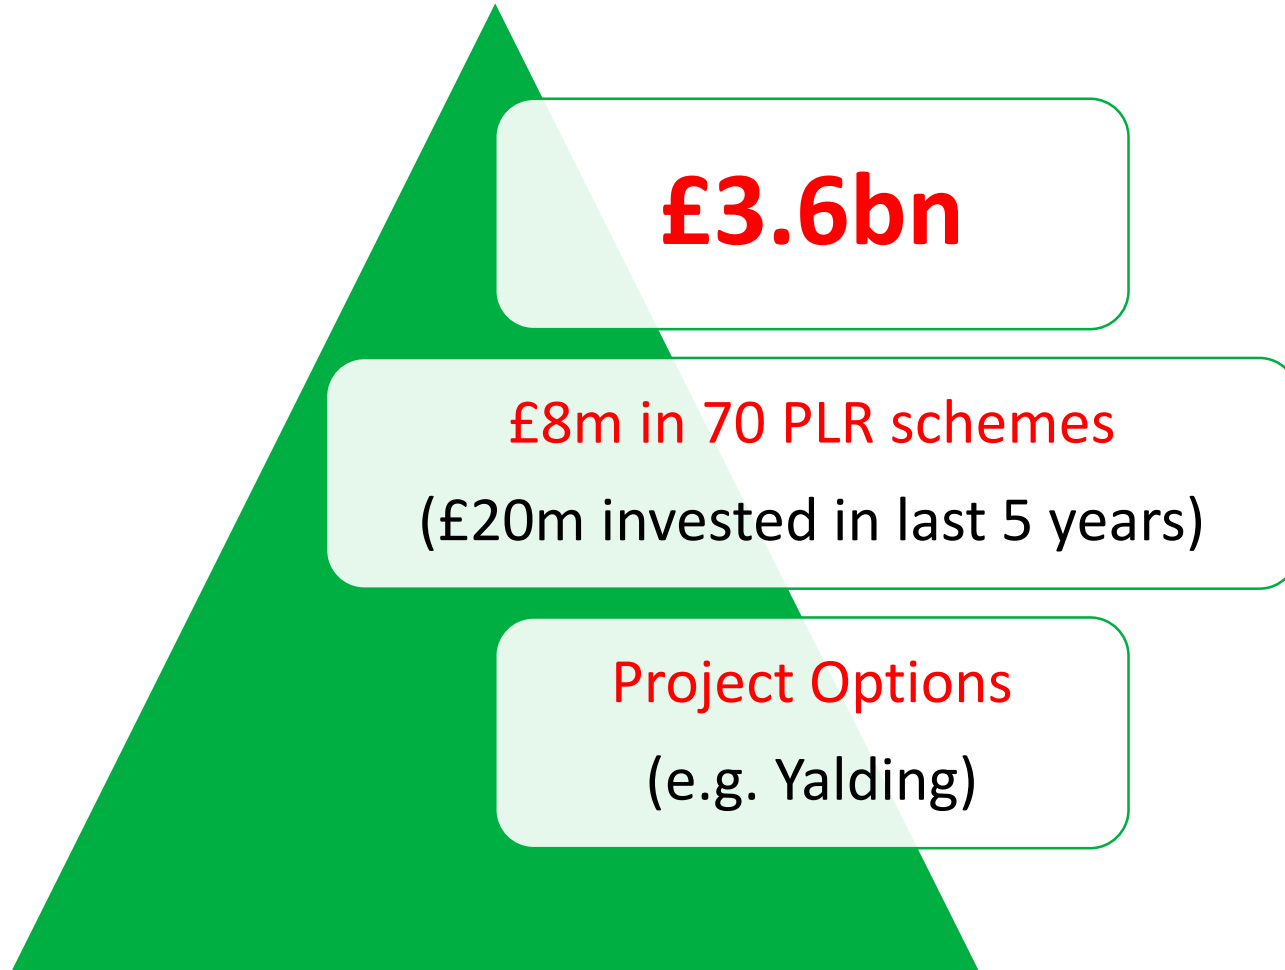 £3.6bn
£8m in 70 PLR schemes
(£20m invested in last 5 years)
Project Options
(e.g. Yalding)